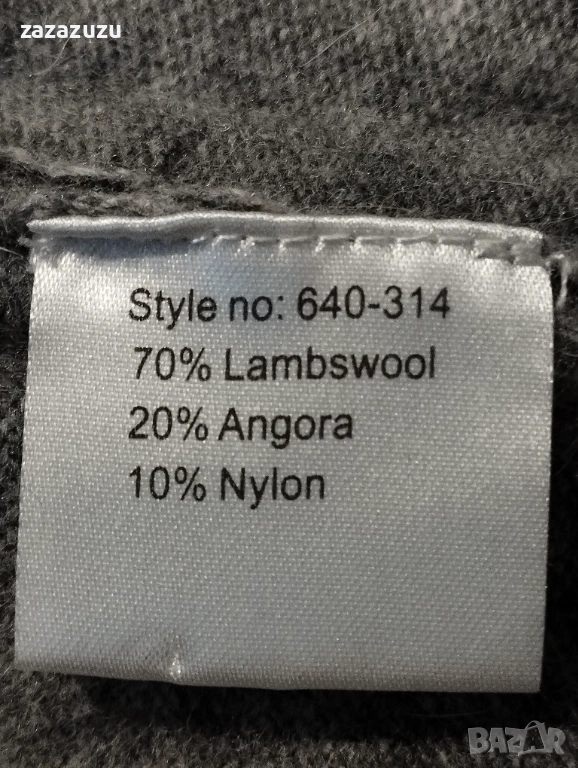 zazazuzu
Style no: 640-314
70% Lambswool
20% Angora
10% Nylon
BAZAR